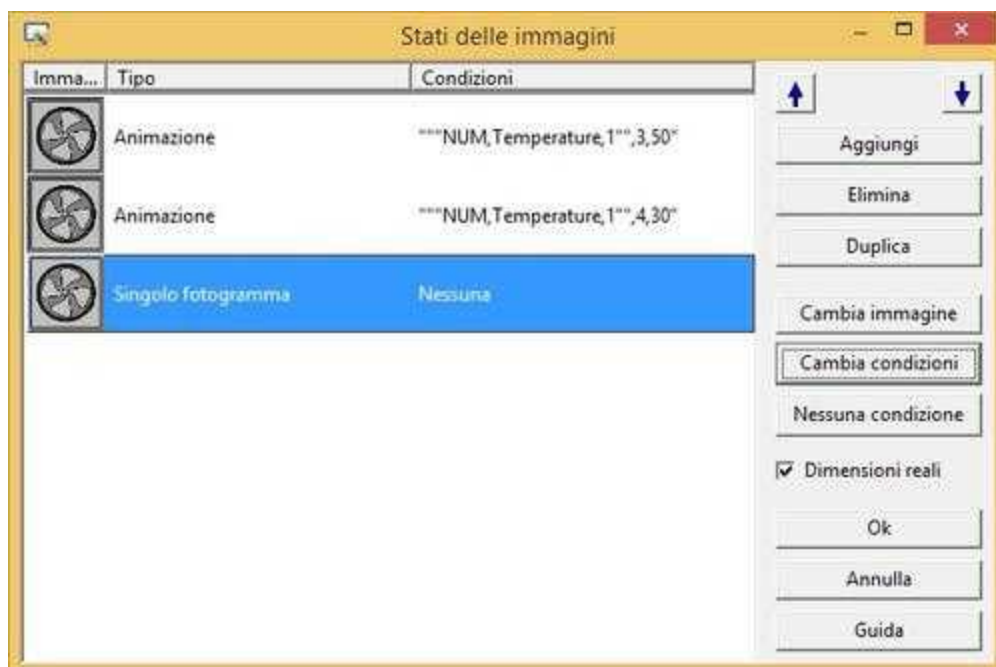 Stati delle immagini
Imma... Tipo Condizioni
Animazione """NUM,Temperature,1"",3,50"
Animazione """NUM,Temperature,1"",4,30"
Singolo fotogramma Nessuna
Aggiungi
Elimina
Duplica
Cambia immagine
Cambia condizioni
Nessuna condizione
Dimensioni reali
Ok
Annulla
Guida